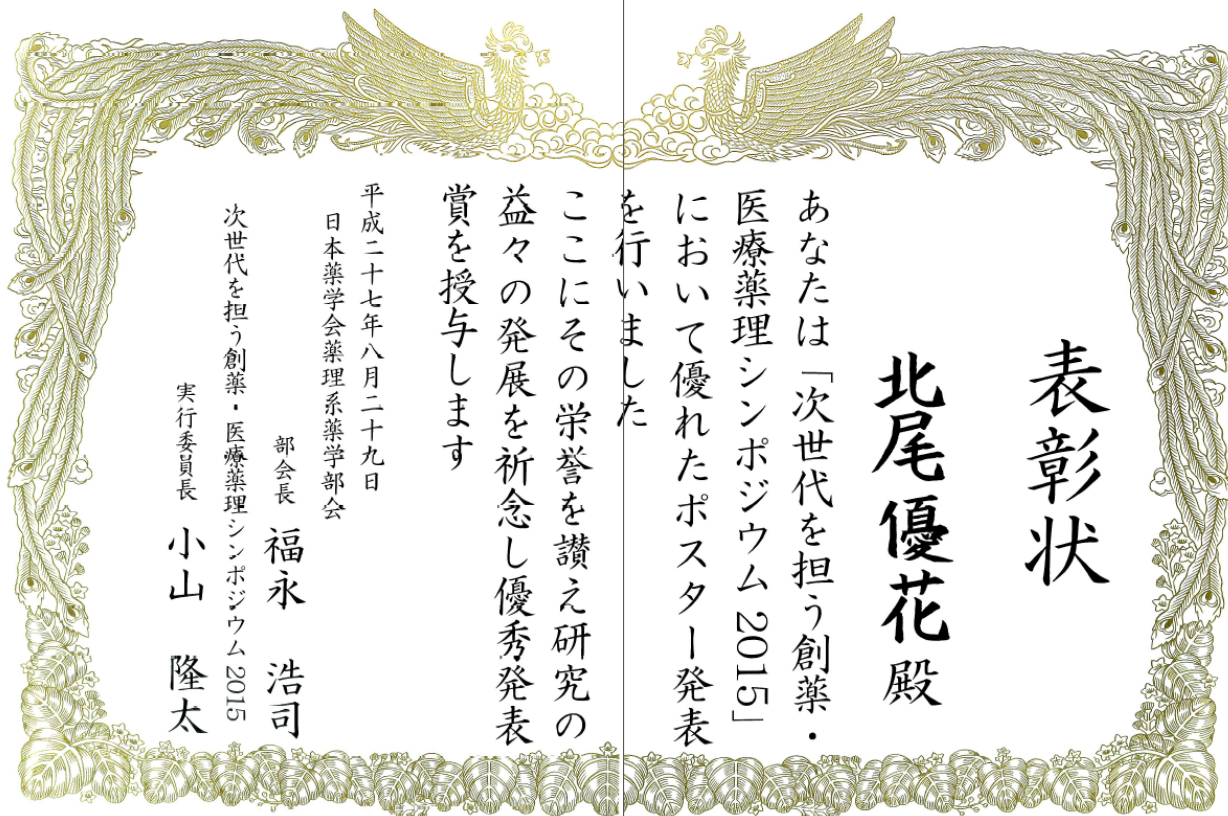 表彰状
北尾優花殿
あなたは「次世代を担う創薬・
医療薬理シンポジウム2015」
において優れたポスター発表
を行いました
ここにその栄誉を讃え研究の
益々の発展を祈念し優秀発表
賞を授与します
平成二十七年八月二十九日
日本薬学会薬理系薬学部会
部会長 福永 浩司
次世代を担う創薬・医療薬理シンポジウム2015
実行委員長 小山 隆太